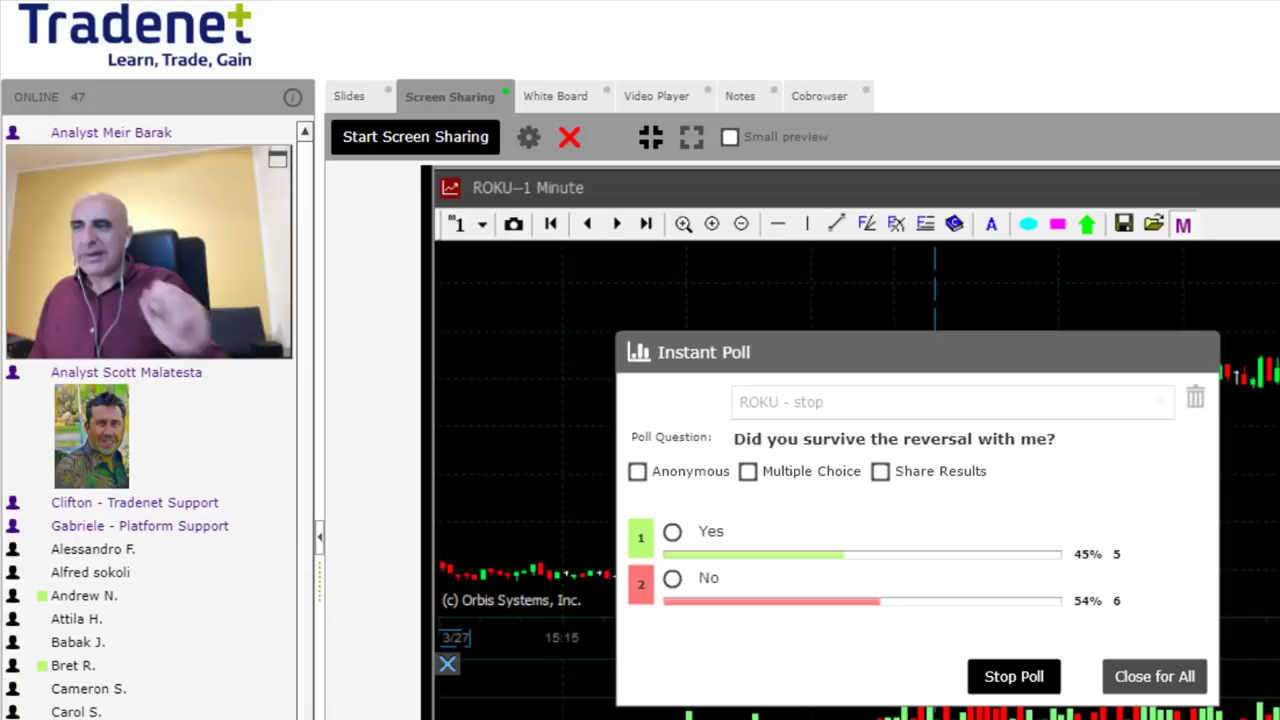 Tradenet
Learn, Trade, Gain
ONLINE 47
Slides
Screen Sharing
White Board
Video Player
Notes
Cobrowser
Start Screen Sharing
Small preview
Analyst Meir Barak
Analyst Scott Malatesta
Clifton - Tradenet Support
Gabriele - Platform Support
Alessandro F.
Alfred sokoli
Andrew N.
Attila H.
Babak J.
Bret R.
Cameron S.
Carol S.
ROKU--1 Minute
M1
A
M
Instant Poll
ROKU - stop
Poll Question: Did you survive the reversal with me?
Anonymous
Multiple Choice
Share Results
1 Yes
45% 5
2 No
54% 6
Stop Poll
Close for All
(c) Orbis Systems, Inc.
3/27
15:15